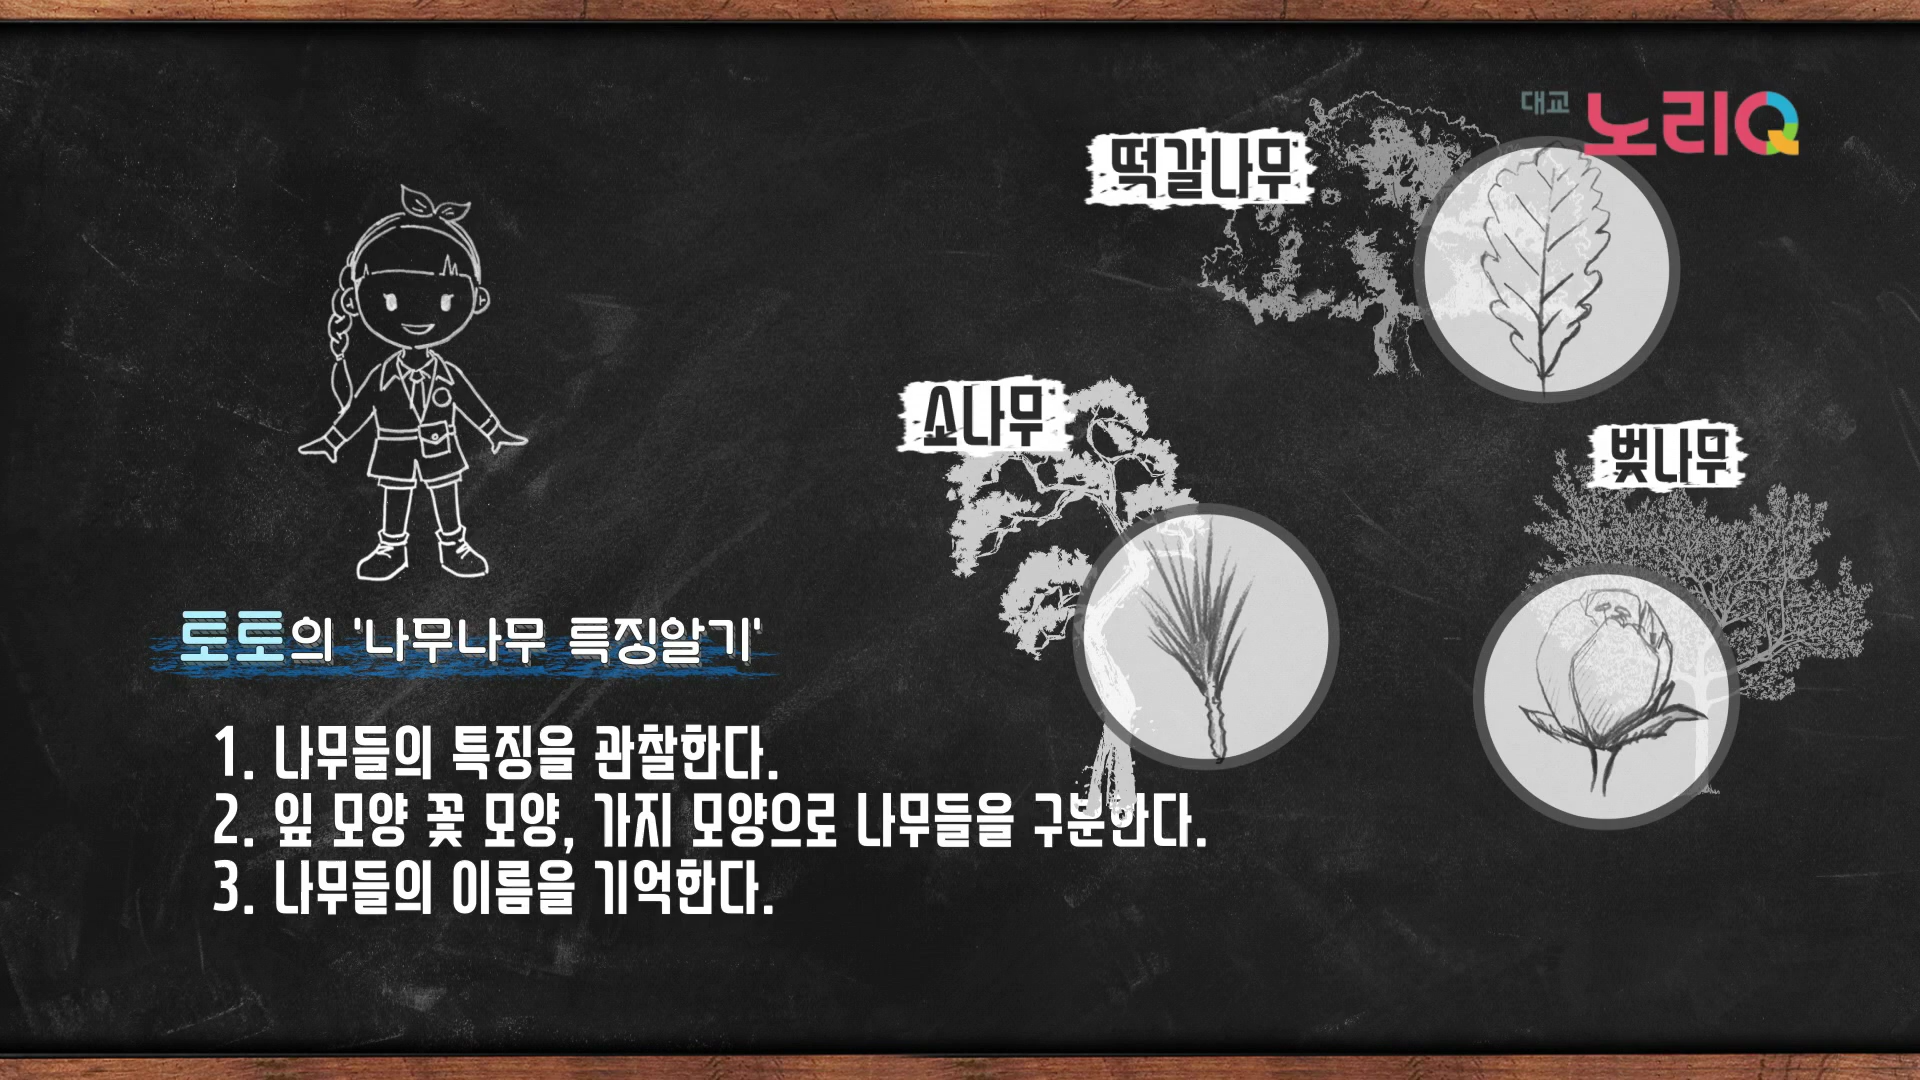 대교 노리Q
떡갈나무
소나무
벚나무
토토의 '나무나무 특징알기'
1. 나무들의 특징을 관찰한다.
2. 잎 모양 꽃 모양, 가지 모양으로 나무들을 구분한다.
3. 나무들의 이름을 기억한다.